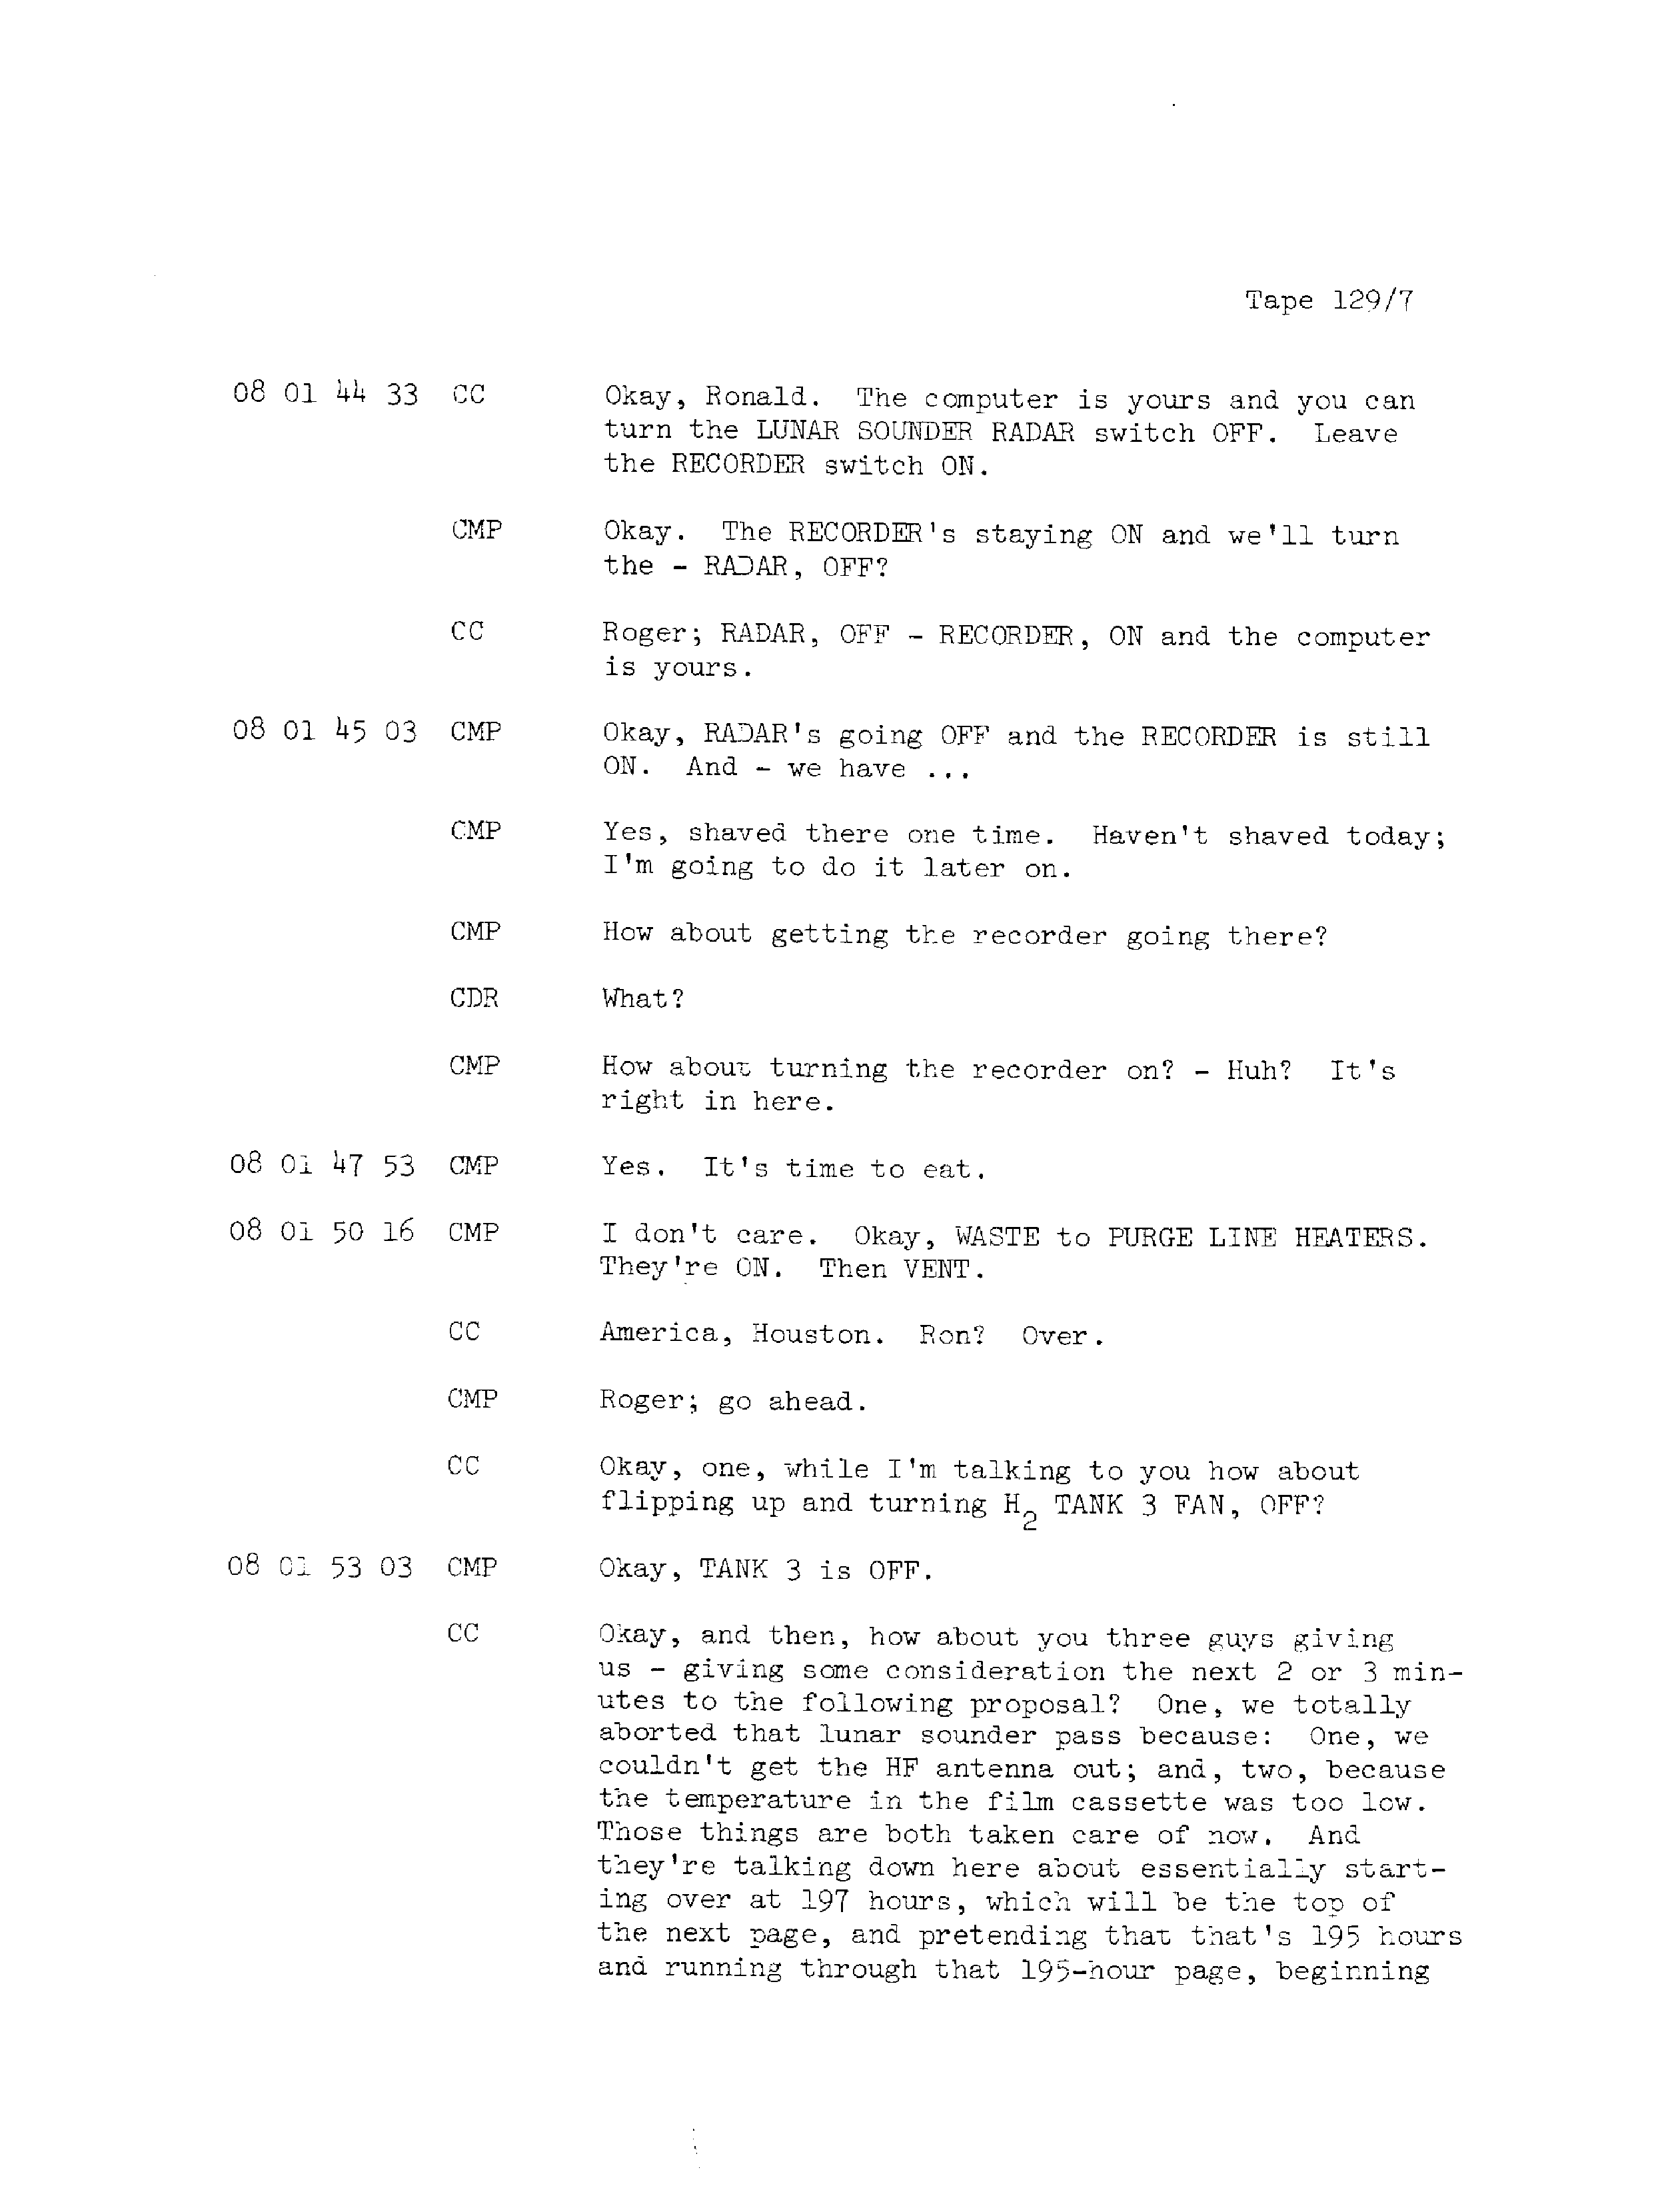 Tape 129/7
08 01 44 33 CC Okay, Ronald. The computer is yours and you can
turn the LUNAR SOUNDER RADAR switch OFF. Leave
the RECORDER switch ON.
CMP Okay. The RECORDER's staying ON and we'll turn
the - RADAR, OFF?
CC Roger; RADAR, OFF - RECORDER, ON and the computer
is yours.
08 01 45 03 CMP Okay, RADAR's going OFF and the RECORDER is still
ON. And - we have ...
CMP Yes, shaved there one time. Haven't shaved today;
I'm going to do it later on.
CMP How about getting the recorder going there?
CDR What?
CMP How about turning the recorder on? - Huh? It's
right in here.
08 01 47 53 CMP Yes. It's time to eat.
08 01 50 16 CMP I don't care. Okay, WASTE to PURGE LINE HEATERS.
They're ON. Then VENT.
CC America, Houston. Ron? Over.
CMP Roger; go ahead.
CC Okay, one, while I'm talking to you how about
flipping up and turning H2 TANK 3 FAN, OFF?
08 01 53 03 CMP Okay, TANK 3 is OFF.
CC Okay, and then, how about you three guys giving
us - giving some consideration the next 2 or 3 min-
utes to the following proposal? One, we totally
aborted that lunar sounder pass because: One, we
couldn't get the HF antenna out; and, two, because
the temperature in the film cassette was too low.
Those things are both taken care of now. And
they're talking down here about essentially start-
ing over at 197 hours, which will be the top of
the next page, and pretending that that's 195 hours
and running through that 195-hour page, beginning